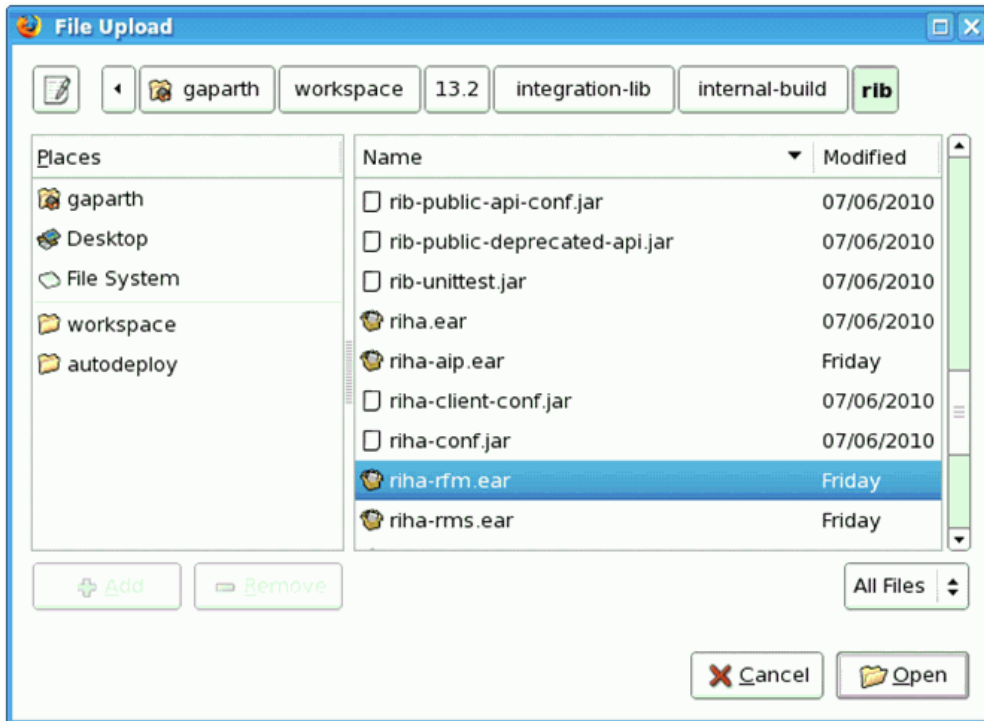 File Upload
gaparth workspace 13.2 integration-lib internal-build rib
Places
gaparth
Desktop
File System
workspace
autodeploy
Name Modified
rib-public-api-conf.jar 07/06/2010
rib-public-deprecated-api.jar 07/06/2010
rib-unittest.jar 07/06/2010
riha.ear 07/06/2010
riha-aip.ear Friday
riha-client-conf.jar 07/06/2010
riha-conf.jar 07/06/2010
riha-rfm.ear Friday
riha-rms.ear Friday
Add Remove
All Files
Cancel Open